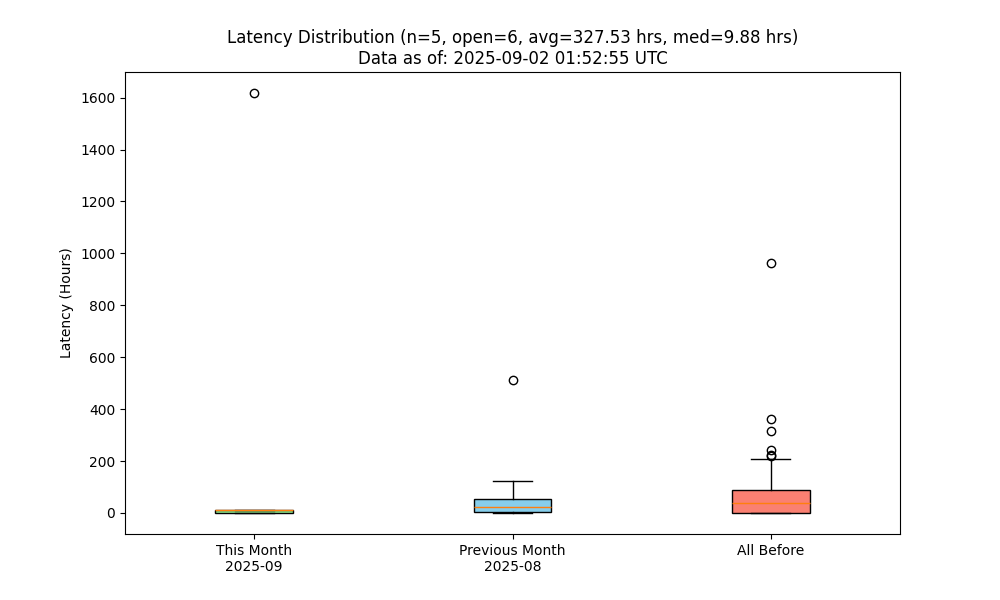 Latency Distribution (n=5, open=6, avg=327.53 hrs, med=9.88 hrs)
Data as of: 2025-09-02 01:52:55 UTC
1600
1400
1200
1000
800
600
400
200
0
Latency (Hours)
This Month
2025-09
Previous Month
2025-08
All Before